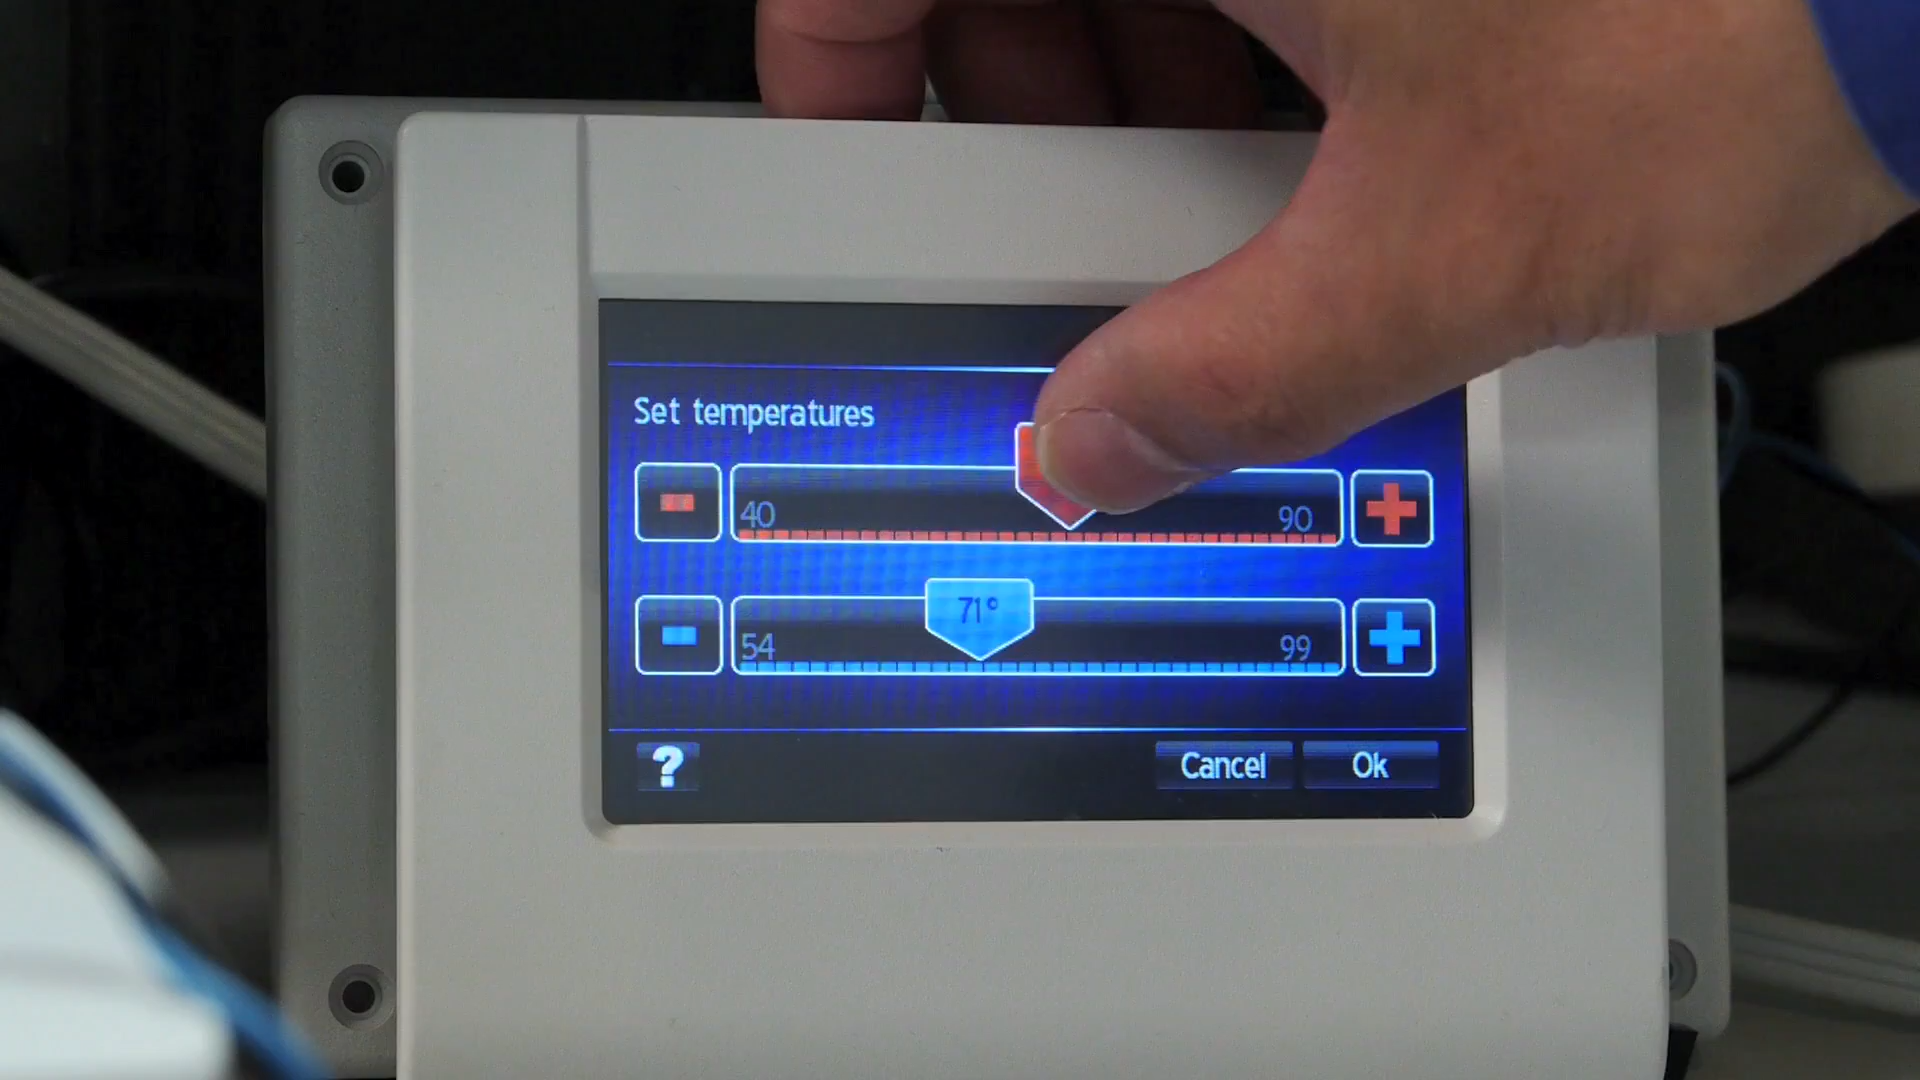 Set temperatures
- 40 90 +
71°
- 54 99 +
? Cancel Ok